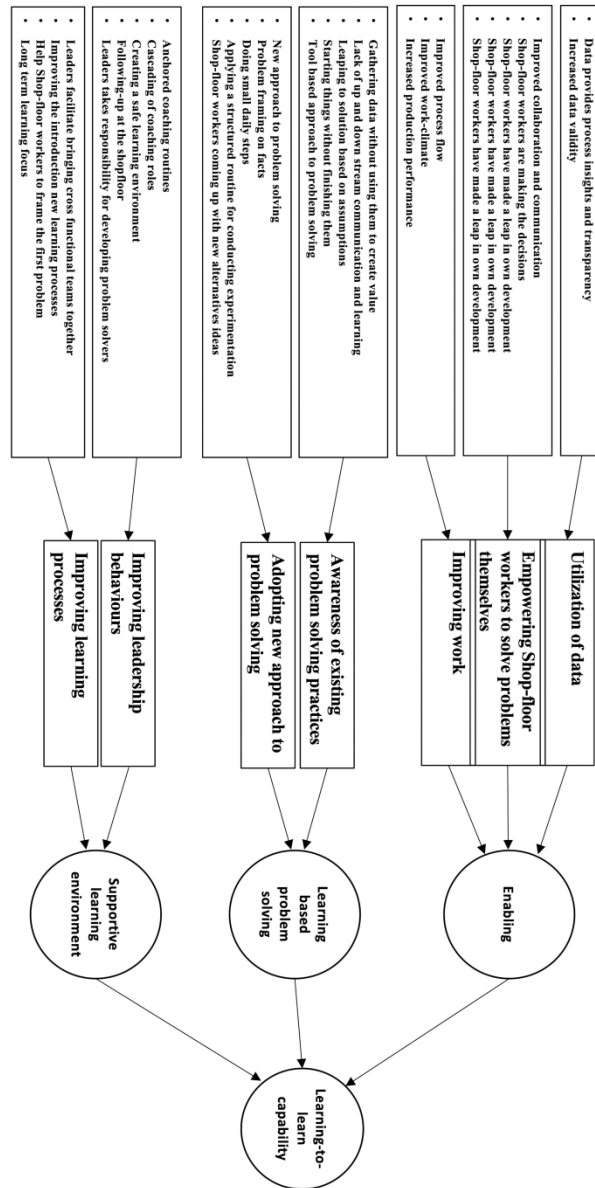 • Data provides process insights and transparency
• Increased data validity
• Improved collaboration and communication
• Shop-floor workers are making the decisions
• Shop-floor workers have made a leap in own development
• Shop-floor workers have made a leap in own development
• Shop-floor workers have made a leap in own development
• Improved process flow
• Improved work-climate
• Increased production performance
• Gathering data without using them to create value
• Lack of up and down stream communication and learning
• Leaping to solution based on assumptions
• Starting things without finishing them
• Tool based approach to problem solving
• New approach to problem solving
• Problem framing on facts
• Doing small daily steps
• Applying a structured routine for conducting experimentation
• Shop-floor workers coming up with new alternatives ideas
• Anchored coaching routines
• Cascading of coaching roles
• Creating a safe learning environment
• Following-up at the shopfloor
• Leaders takes responsibility for developing problem solvers
• Leaders facilitate bringing cross functional teams together
• Improving the introduction new learning processes
• Help Shop-floor workers to frame the first problem
• Long term learning focus
Utilization of data
Empowering Shop-floor
workers to solve problems
themselves
Improving work
Awareness of existing
problem solving practices
Adopting new approach to
problem solving
Improving leadership
behaviours
Improving learning
processes
Enabling
Learning
based
problem
solving
Supportive
learning
environment
Learning-to-
learn
capability